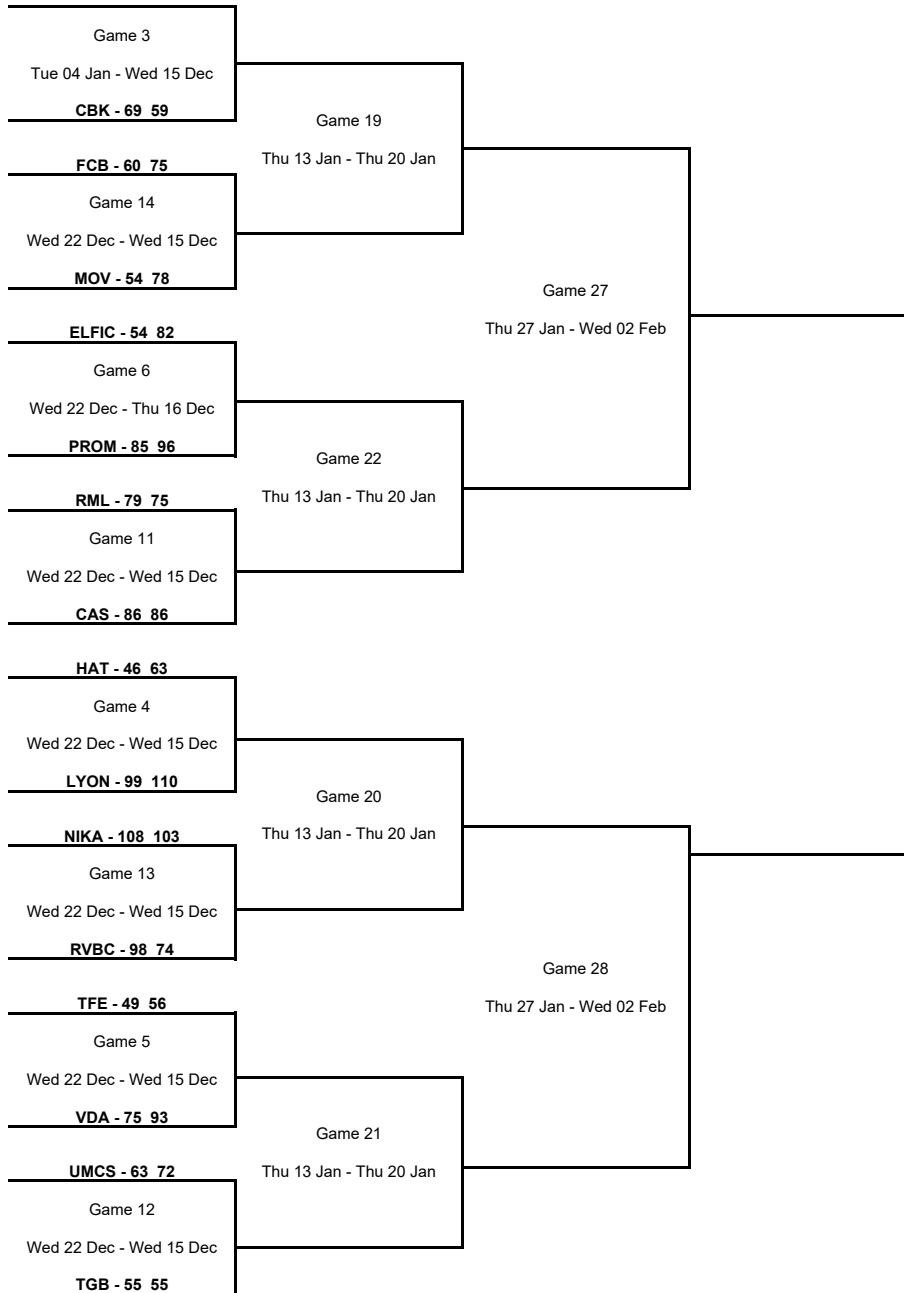 Game 3
Tue 04 Jan - Wed 15 Dec
CBK - 69 59
Game 19
Thu 13 Jan - Thu 20 Jan
FCB - 60 75
Game 14
Wed 22 Dec - Wed 15 Dec
MOV - 54 78
Game 27
Thu 27 Jan - Wed 02 Feb
ELFIC - 54 82
Game 6
Wed 22 Dec - Thu 16 Dec
PROM - 85 96
Game 22
Thu 13 Jan - Thu 20 Jan
RML - 79 75
Game 11
Wed 22 Dec - Wed 15 Dec
CAS - 86 86
HAT - 46 63
Game 4
Wed 22 Dec - Wed 15 Dec
LYON - 99 110
Game 20
Thu 13 Jan - Thu 20 Jan
NIKA - 108 103
Game 13
Wed 22 Dec - Wed 15 Dec
RVBC - 98 74
Game 28
Thu 27 Jan - Wed 02 Feb
TFE - 49 56
Game 5
Wed 22 Dec - Wed 15 Dec
VDA - 75 93
Game 21
Thu 13 Jan - Thu 20 Jan
UMCS - 63 72
Game 12
Wed 22 Dec - Wed 15 Dec
TGB - 55 55